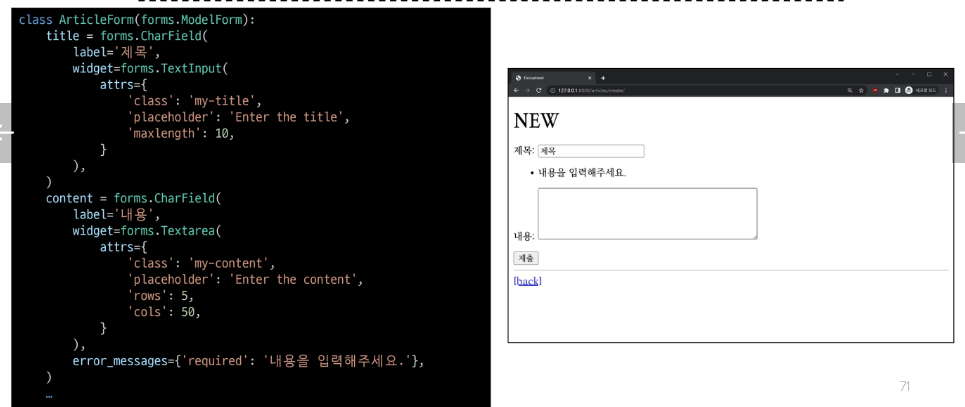 class ArticleForm(forms.ModelForm):
    title = forms.CharField(
        label='제목',
        widget=forms.TextInput(
            attrs={
                'class': 'my-title',
                'placeholder': 'Enter the title',
                'maxlength': 10,
            }
        ),
    )
    content = forms.CharField(
        label='내용',
        widget=forms.Textarea(
            attrs={
                'class': 'my-content',
                'placeholder': 'Enter the content',
                'rows': 5,
                'cols': 50,
            }
        ),
        error_messages={'required': '내용을 입력해주세요.'},
    )
    …
Document
127.0.0.1:8000/articles/create/
NEW
제목: 제목
• 내용을 입력해주세요.
내용:
제출
[back]
71